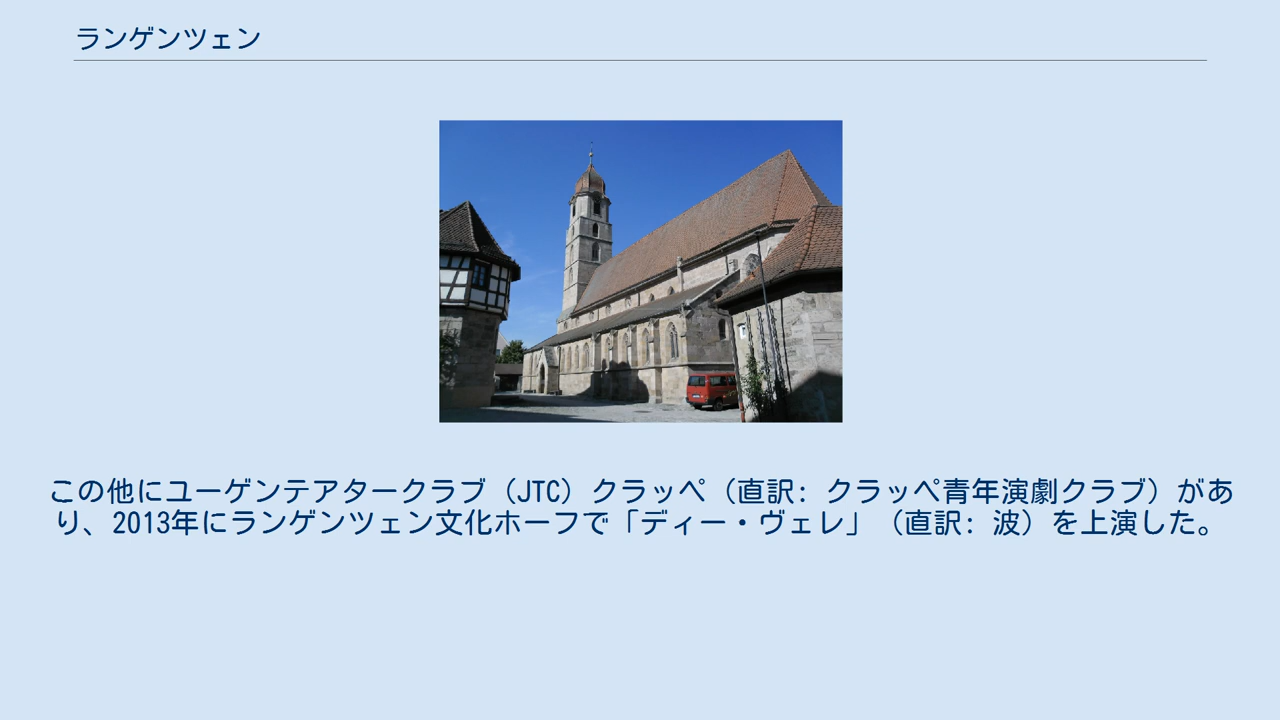 ランゲンツェン
この他にユーゲンテアタークラブ（JTC）クラッペ（直訳: クラッペ青年演劇クラブ）があ
り、2013年にランゲンツェン文化ホーフで「ディー・ヴェレ」（直訳: 波）を上演した。